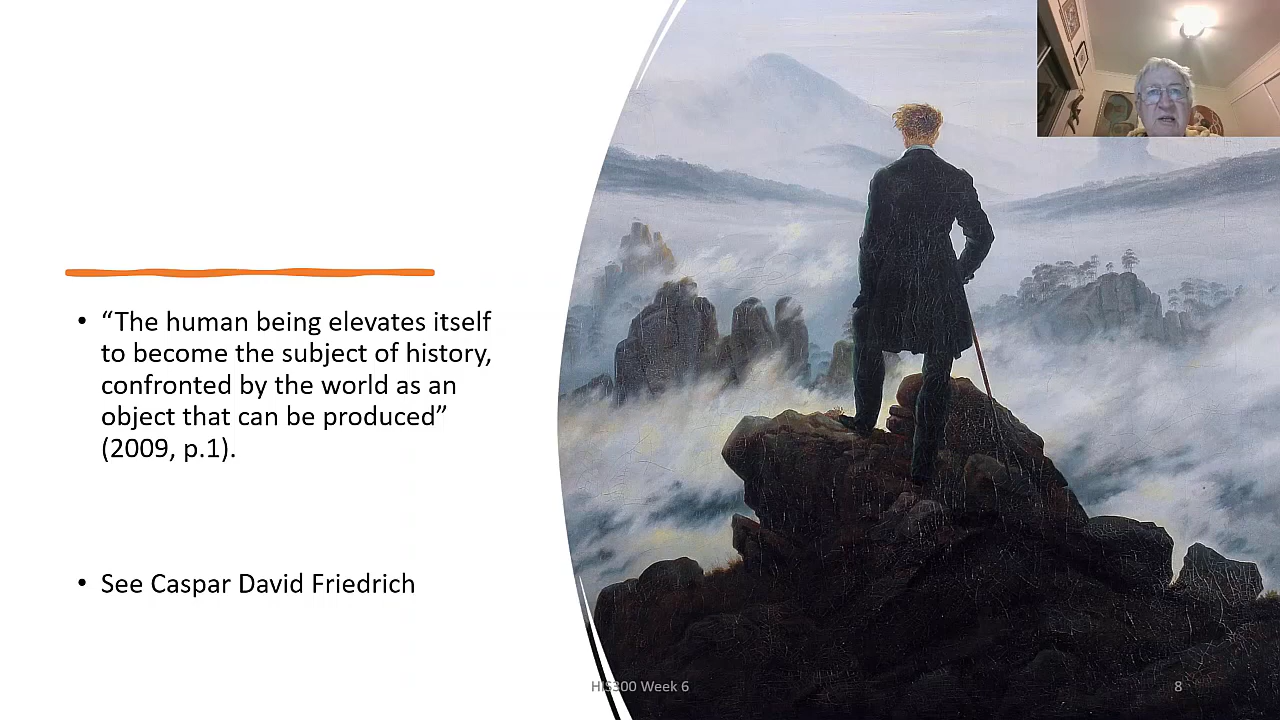 • “The human being elevates itself
to become the subject of history,
confronted by the world as an
object that can be produced”
(2009, p.1).
• See Caspar David Friedrich
HIS300 Week 6
8